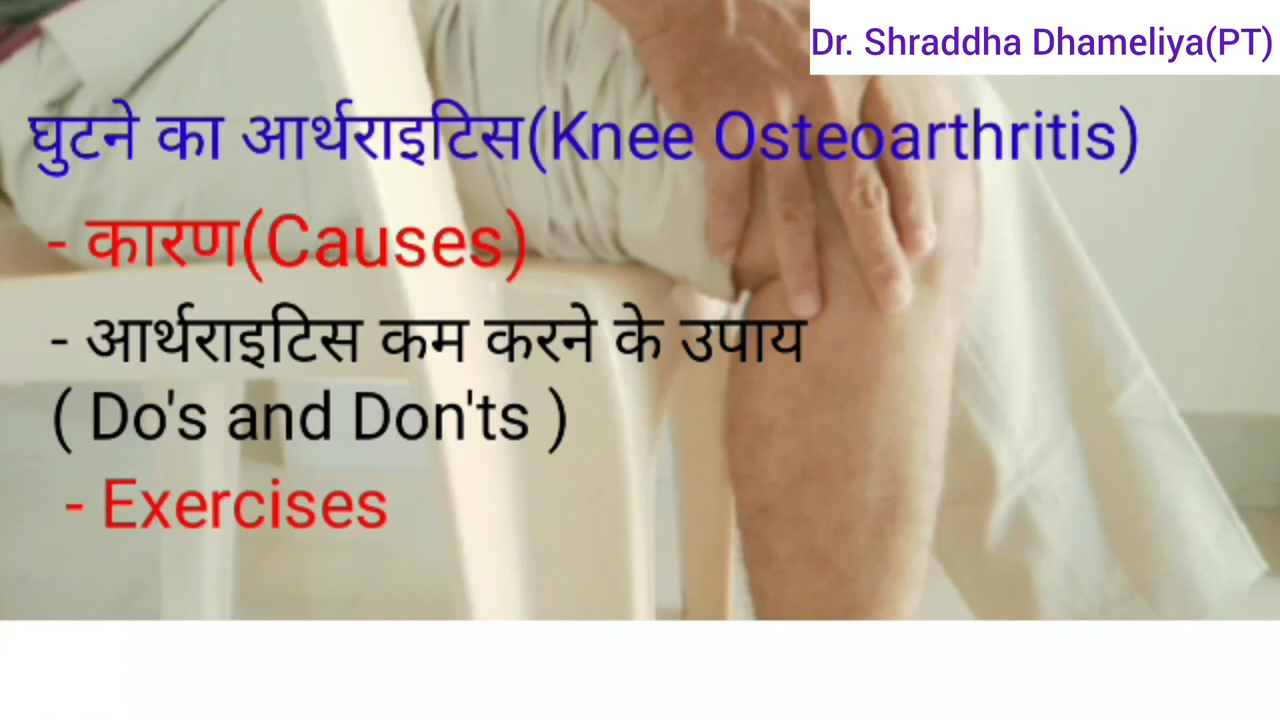 Dr. Shraddha Dhameliya(PT)
घुटने का आर्थराइटिस(Knee Osteoarthritis)
- कारण(Causes)
- आर्थराइटिस कम करने के उपाय
( Do's and Don'ts )
- Exercises